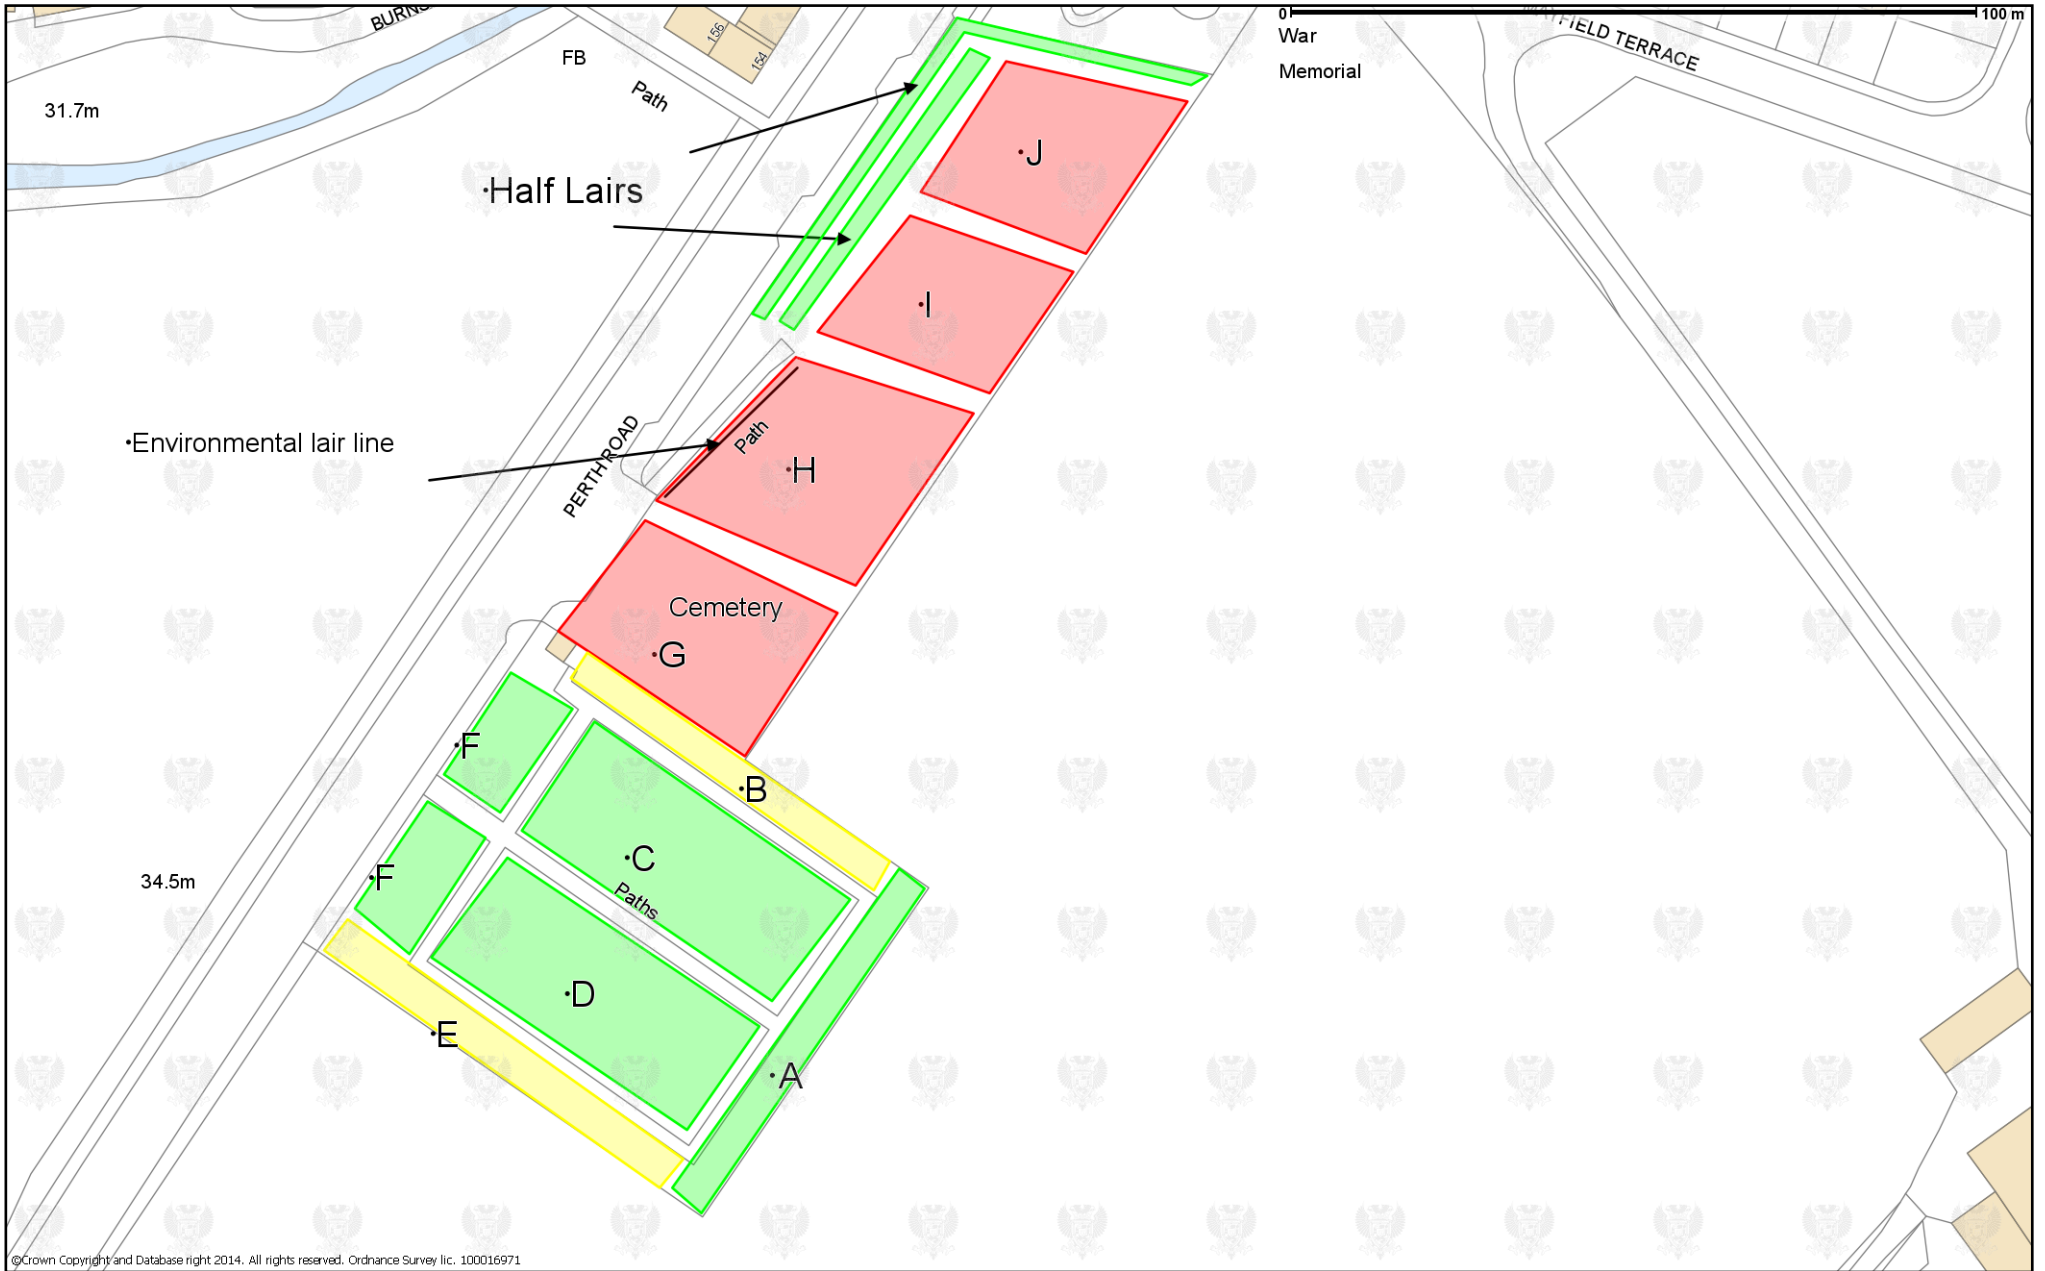 0
100 m
War
Memorial
FIELD TERRACE
156
154
FB
Path
31.7m
J
Half Lairs
I
Environmental lair line
Path
PERTH ROAD
H
Cemetery
G
F
B
C
F
Paths
34.5m
D
E
A
©Crown Copyright and Database right 2014. All rights reserved. Ordnance Survey lic. 100016971